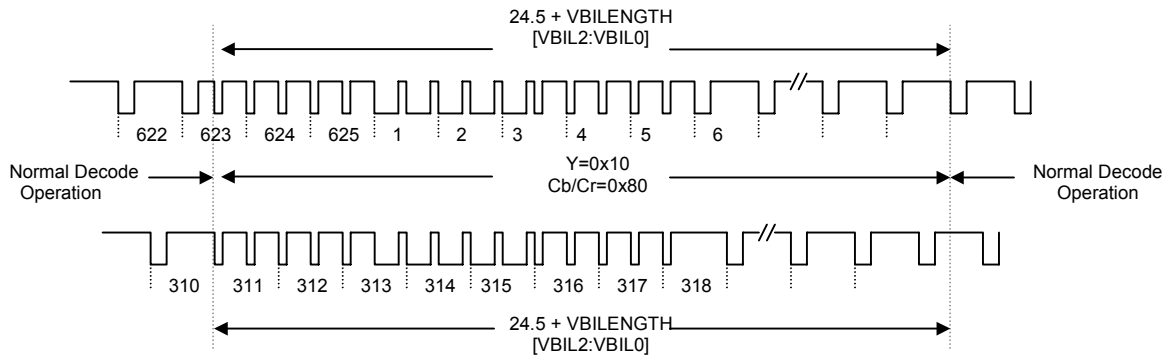 24.5 + VBILENGTH
[VBIL2:VBIL0]
622 623 624 625 1 2 3 4 5 6
Normal Decode
Operation
Y=0x10
Cb/Cr=0x80
Normal Decode
Operation
310 311 312 313 314 315 316 317 318
24.5 + VBILENGTH
[VBIL2:VBIL0]